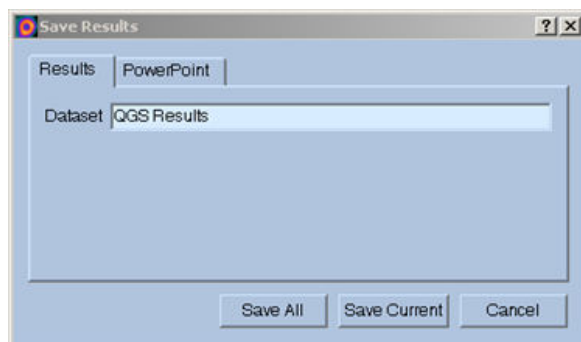 Save Results
Results PowerPoint
Dataset QGS Results
Save All Save Current Cancel